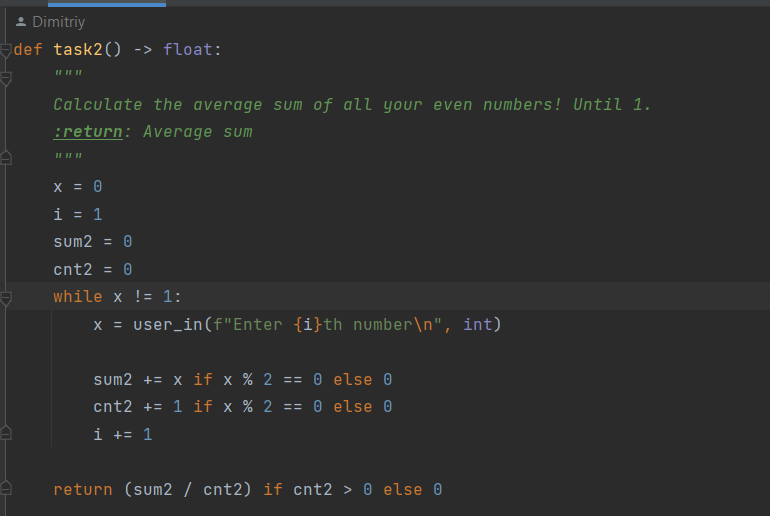 Dimitriy
def task2() -> float:
    """
    Calculate the average sum of all your even numbers! Until 1.
    :return: Average sum
    """
    x = 0
    i = 1
    sum2 = 0
    cnt2 = 0
    while x != 1:
        x = user_in(f"Enter {i}th number\n", int)
        sum2 += x if x % 2 == 0 else 0
        cnt2 += 1 if x % 2 == 0 else 0
        i += 1
    return (sum2 / cnt2) if cnt2 > 0 else 0